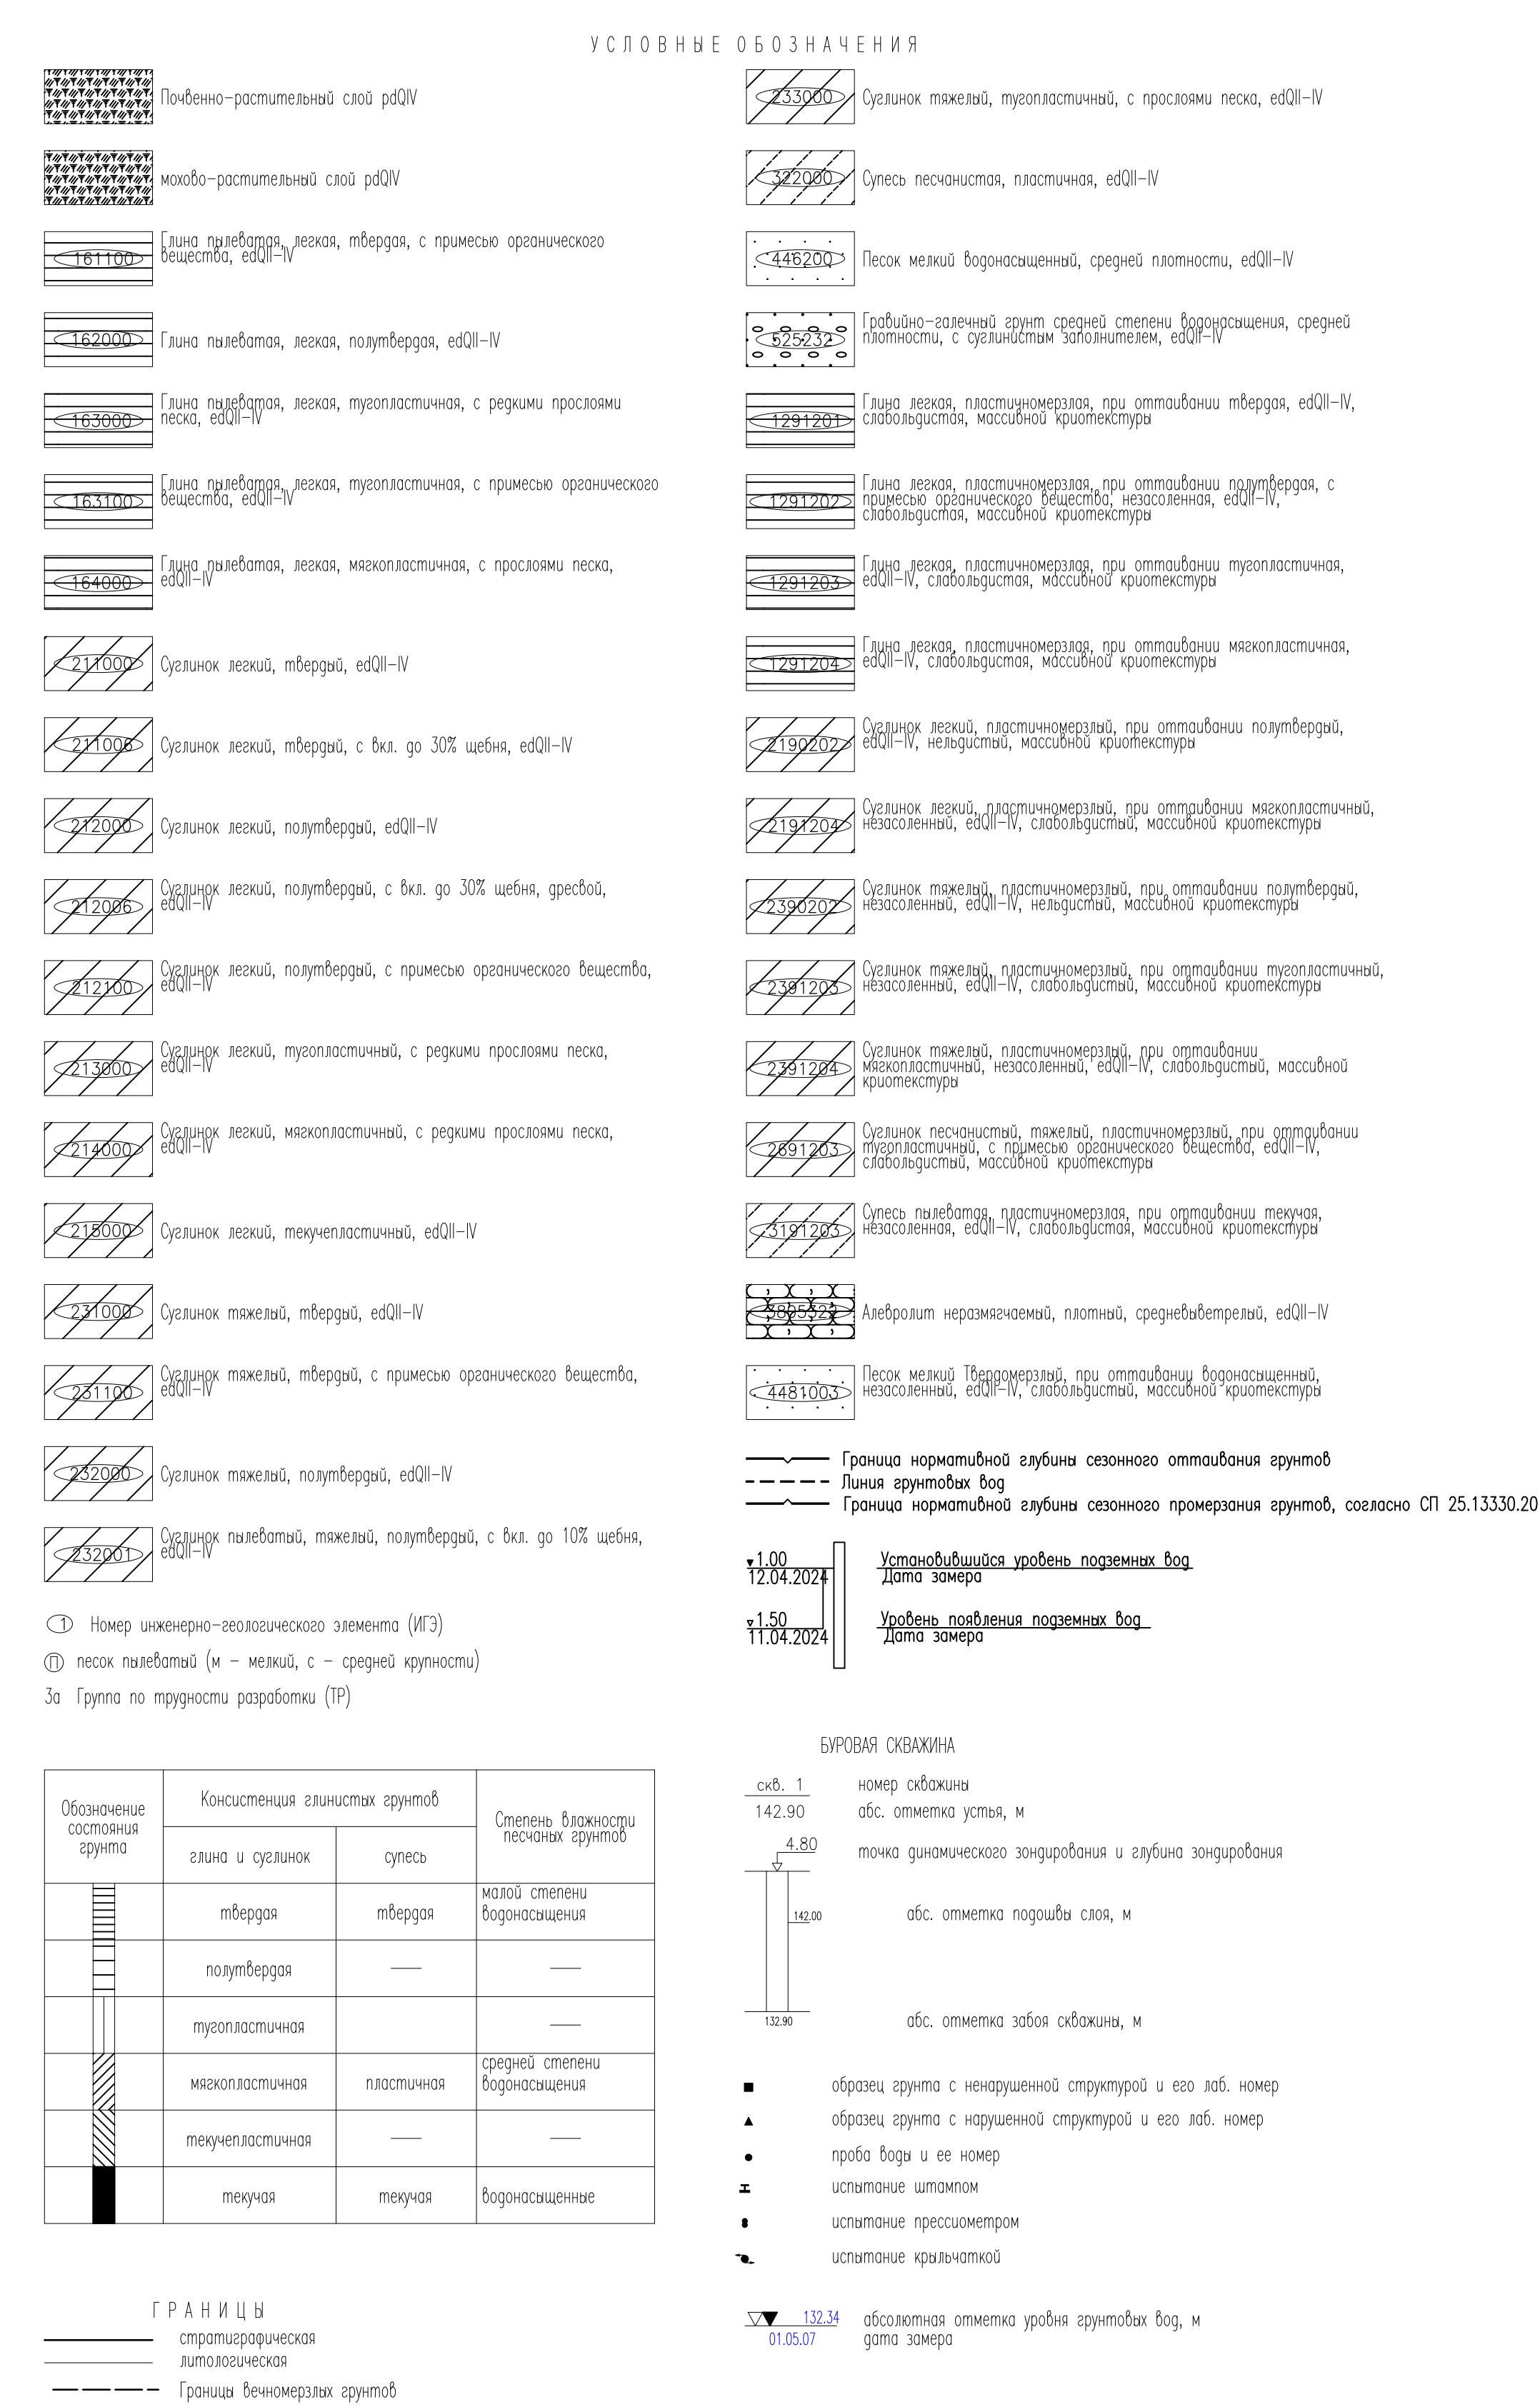 УСЛОВНЫЕ ОБОЗНАЧЕНИЯ
Почвенно-растительный слой pdQIV
мохово-растительный слой pdQIV
161100
Глина пылеватая, легкая, твердая, с примесью органического
вещества, edQII-IV
162000
Глина пылеватая, легкая, полутвердая, edQII-IV
163000
Глина пылеватая, легкая, тугопластичная, с редкими прослоями
песка, edQII-IV
163100
Глина пылеватая, легкая, тугопластичная, с примесью органического
вещества, edQII-IV
164000
Глина пылеватая, легкая, мягкопластичная, с прослоями песка,
edQII-IV
211000
Суглинок легкий, твердый, edQII-IV
211006
Суглинок легкий, твердый, с вкл. до 30% щебня, edQII-IV
212000
Суглинок легкий, полутвердый, edQII-IV
212006
Суглинок легкий, полутвердый, с вкл. до 30% щебня, дресвой,
edQII-IV
212100
Суглинок легкий, полутвердый, с примесью органического вещества,
edQII-IV
213000
Суглинок легкий, тугопластичный, с редкими прослоями песка,
edQII-IV
214000
Суглинок легкий, мягкопластичный, с редкими прослоями песка,
edQII-IV
215000
Суглинок легкий, текучепластичный, edQII-IV
231000
Суглинок тяжелый, твердый, edQII-IV
231100
Суглинок тяжелый, твердый, с примесью органического вещества,
edQII-IV
232000
Суглинок тяжелый, полутвердый, edQII-IV
232001
Суглинок пылеватый, тяжелый, полутвердый, с вкл. до 10% щебня,
edQII-IV
1 Номер инженерно-геологического элемента (ИГЭ)
П песок пылеватый (м - мелкий, с - средней крупности)
3а Группа по трудности разработки (ТР)
233000
Суглинок тяжелый, тугопластичный, с прослоями песка, edQII-IV
322000
Супесь песчанистая, пластичная, edQII-IV
446200
Песок мелкий водонасыщенный, средней плотности, edQII-IV
525232
Гравийно-галечный грунт средней степени водонасыщения, средней
плотности, с суглинистым заполнителем, edQII-IV
1291201
Глина легкая, пластичномерзлая, при оттаивании твердая, edQII-IV,
слабольдистая, массивной криотекстуры
1291202
Глина легкая, пластичномерзлая, при оттаивании полутвердая, с
примесью органического вещества, незасоленная, edQII-IV,
слабольдистая, массивной криотекстуры
1291203
Глина легкая, пластичномерзлая, при оттаивании тугопластичная,
edQII-IV, слабольдистая, массивной криотекстуры
1291204
Глина легкая, пластичномерзлая, при оттаивании мягкопластичная,
edQII-IV, слабольдистая, массивной криотекстуры
2190202
Суглинок легкий, пластичномерзлый, при оттаивании полутвердый,
edQII-IV, нельдистый, массивной криотекстуры
2191204
Суглинок легкий, пластичномерзлый, при оттаивании мягкопластичный,
незасоленный, edQII-IV, слабольдистый, массивной криотекстуры
2390202
Суглинок тяжелый, пластичномерзлый, при оттаивании полутвердый,
незасоленный, edQII-IV, нельдистый, массивной криотекстуры
2391203
Суглинок тяжелый, пластичномерзлый, при оттаивании тугопластичный,
незасоленный, edQII-IV, слабольдистый, массивной криотекстуры
2391204
Суглинок тяжелый, пластичномерзлый, при оттаивании
мягкопластичный, незасоленный, edQII-IV, слабольдистый, массивной
криотекстуры
2691203
Суглинок песчанистый, тяжелый, пластичномерзлый, при оттаивании
тугопластичный, с примесью органического вещества, edQII-IV,
слабольдистый, массивной криотекстуры
3191203
Супесь пылеватая, пластичномерзлая, при оттаивании текучая,
незасоленная, edQII-IV, слабольдистая, массивной криотекстуры
Алевролит неразмягчаемый, плотный, средневыветрелый, edQII-IV
4481003
Песок мелкий Твердомерзлый, при оттаивании водонасыщенный,
незасоленный, edQII-IV, слабольдистый, массивной криотекстуры
Граница нормативной глубины сезонного оттаивания грунтов
Линия грунтовых вод
Граница нормативной глубины сезонного промерзания грунтов, согласно СП 25.13330.20
1.00 Установившийся уровень подземных вод
12.04.2024 Дата замера
1.50 Уровень появления подземных вод
11.04.2024 Дата замера
Обозначение состояния грунта
Консистенция глинистых грунтов
Степень влажности песчаных грунтов
глина и суглинок супесь
твердая твердая малой степени водонасыщения
полутвердая — —
тугопластичная —
мягкопластичная пластичная средней степени водонасыщения
текучепластичная — —
текучая текучая водонасыщенные
ГРАНИЦЫ
стратиграфическая
литологическая
Границы вечномерзлых грунтов
БУРОВАЯ СКВАЖИНА
скв. 1 номер скважины
142.90 абс. отметка устья, м
4.80 точка динамического зондирования и глубина зондирования
142.00 абс. отметка подошвы слоя, м
132.90 абс. отметка забоя скважины, м
образец грунта с ненарушенной структурой и его лаб. номер
образец грунта с нарушенной структурой и его лаб. номер
проба воды и ее номер
испытание штампом
испытание прессиометром
испытание крыльчаткой
132.34 абсолютная отметка уровня грунтовых вод, м
01.05.07 дата замера